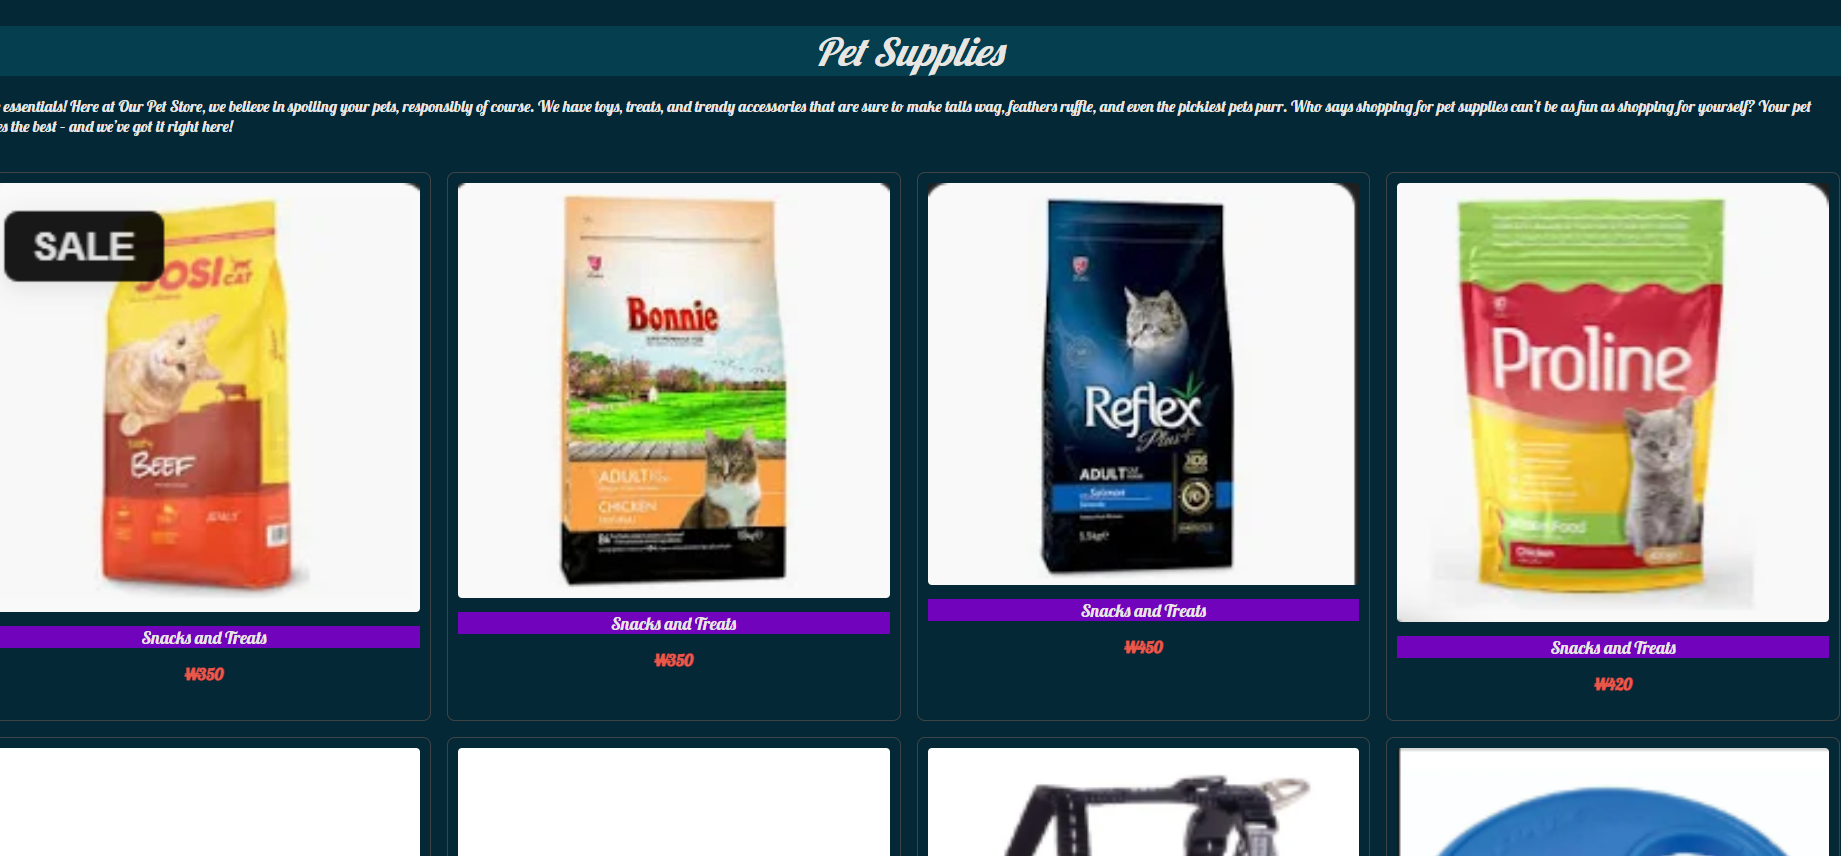 Pet Supplies
essentials! Here at Our Pet Store, we believe in spoiling your pets, responsibly of course. We have toys, treats, and trendy accessories that are sure to make tails wag, feathers ruffle, and even the pickiest pets purr. Who says shopping for pet supplies can't be as fun as shopping for yourself? Your pet
the best – and we've got it right here!
SALE
JOSI CAT
BEEF
Bonnie
ADULT
CHICKEN
Reflex
Plus+
ADULT
Salmon
Proline
Food
Chicken
Snacks and Treats
Snacks and Treats
Snacks and Treats
Snacks and Treats
₩350
₩350
₩450
₩420